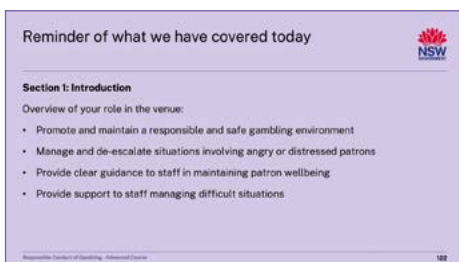 Reminder of what we have covered today
NSW
GOVERNMENT
Section 1: Introduction
Overview of your role in the venue:
• Promote and maintain a responsible and safe gambling environment
• Manage and de-escalate situations involving angry or distressed patrons
• Provide clear guidance to staff in maintaining patron wellbeing
• Provide support to staff managing difficult situations
Responsible Conduct of Gambling - Advanced Course
122